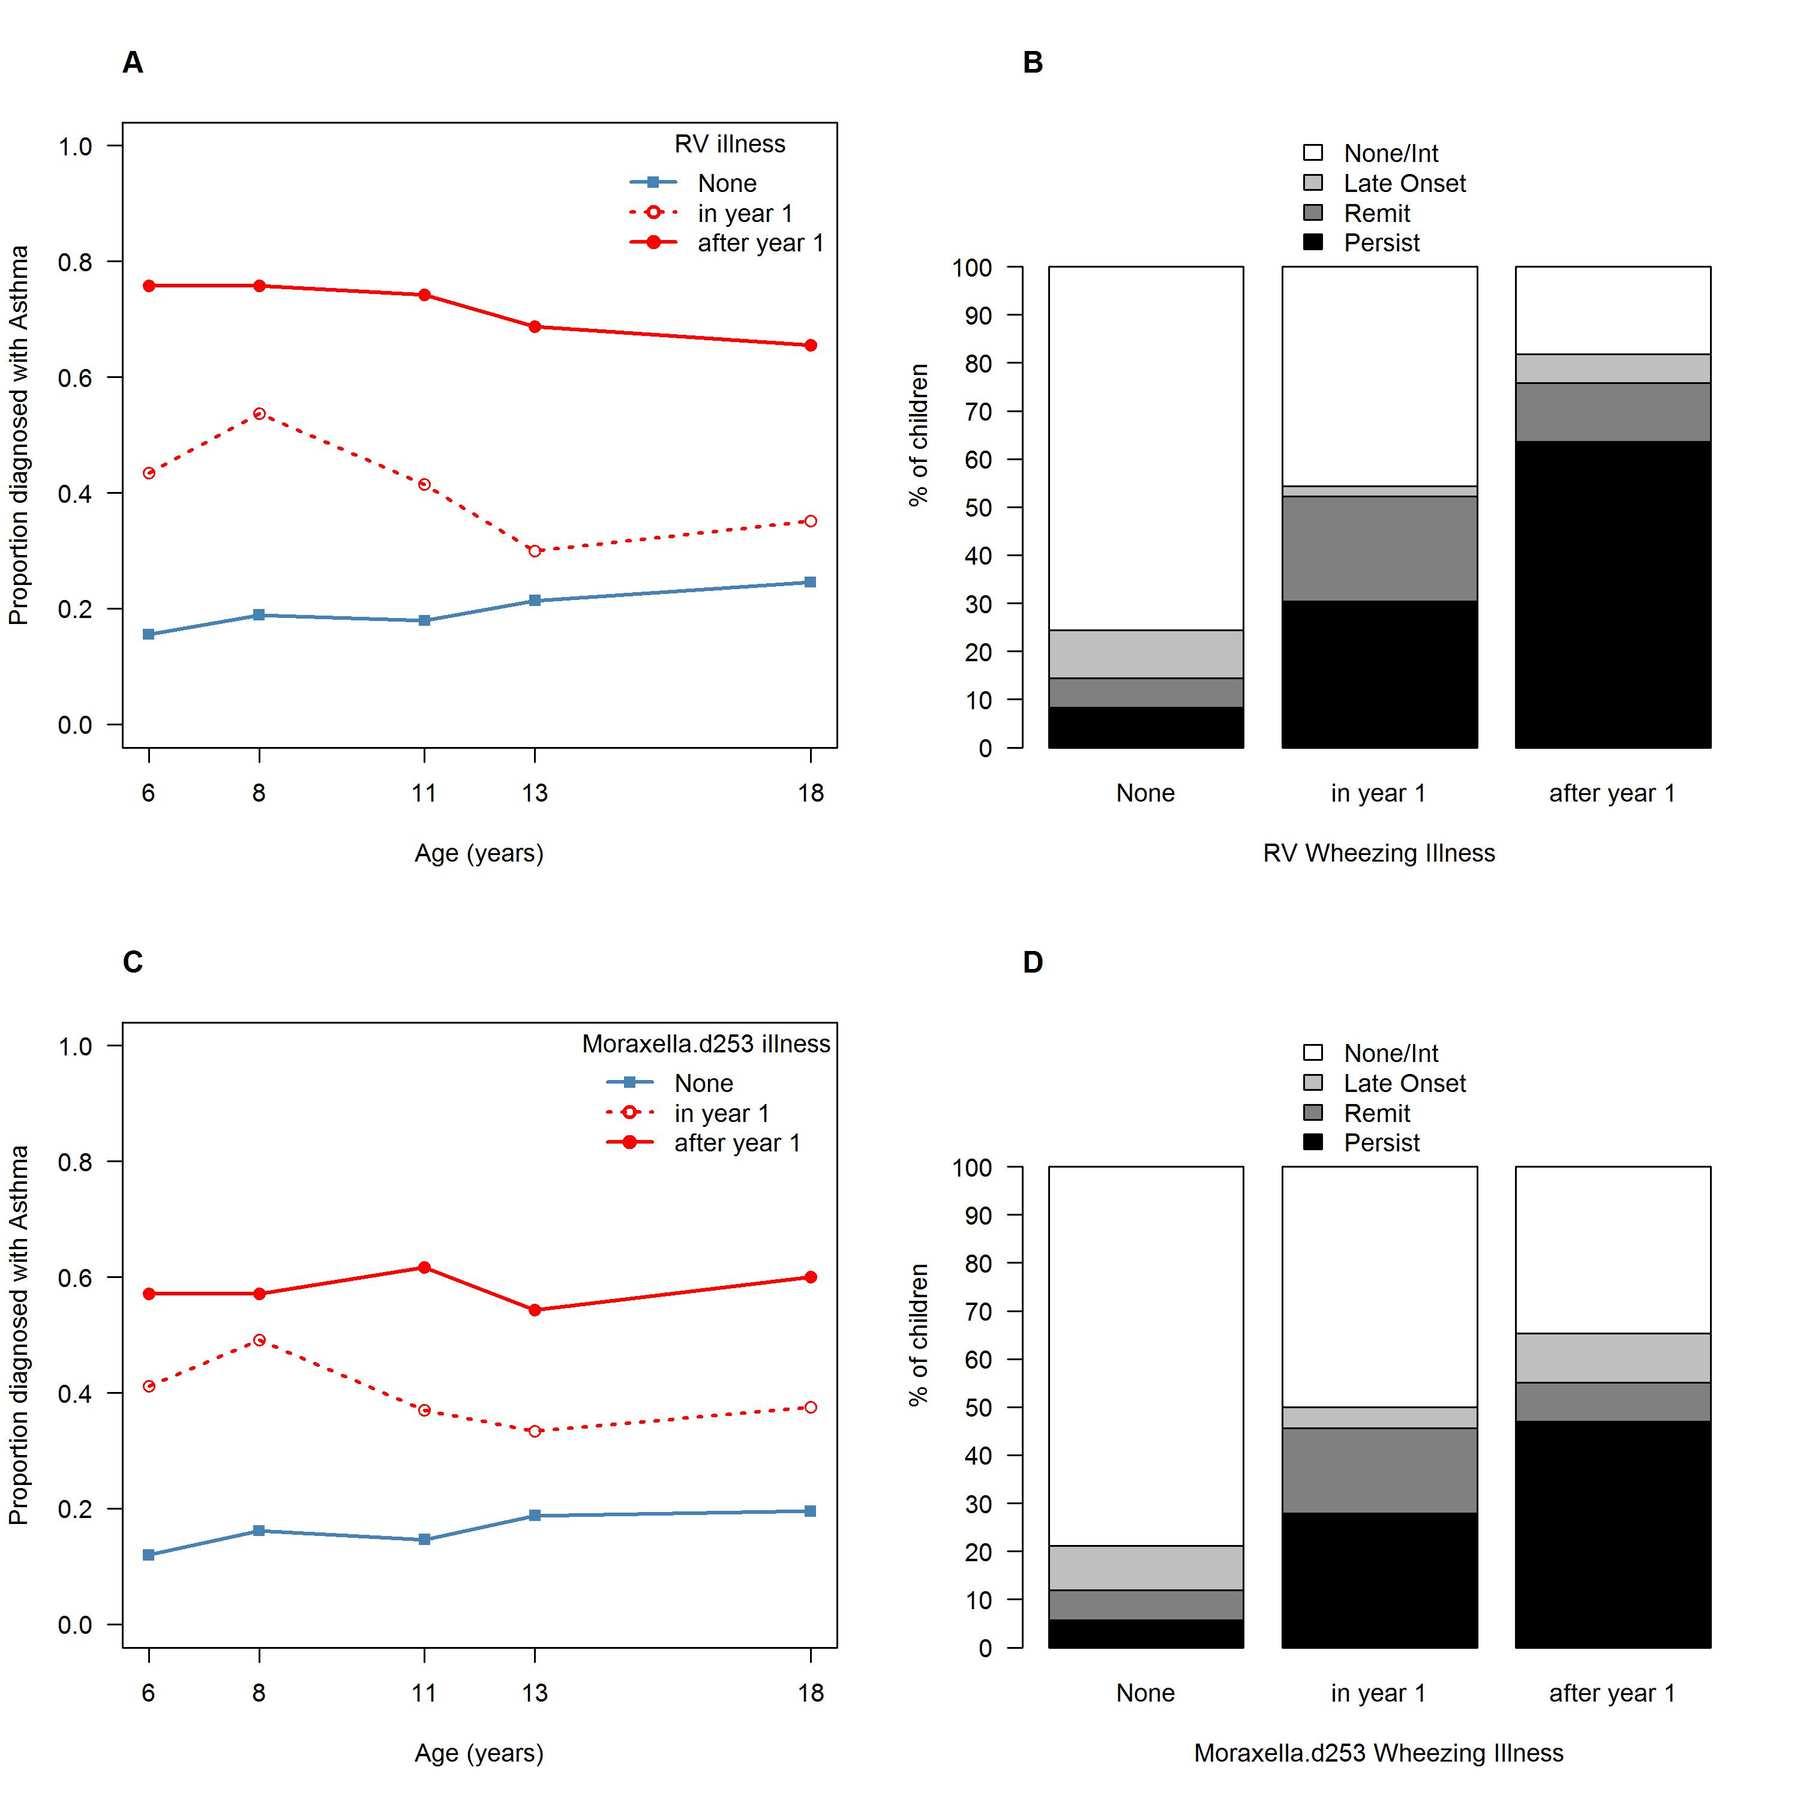 A
Proportion diagnosed with Asthma
1.0
0.8
0.6
0.4
0.2
0.0
RV illness
None
in year 1
after year 1
6 8 11 13 18
Age (years)
B
None/Int
Late Onset
Remit
Persist
% of children
100
90
80
70
60
50
40
30
20
10
0
None in year 1 after year 1
RV Wheezing Illness
C
Proportion diagnosed with Asthma
1.0
0.8
0.6
0.4
0.2
0.0
Moraxella.d253 illness
None
in year 1
after year 1
6 8 11 13 18
Age (years)
D
None/Int
Late Onset
Remit
Persist
% of children
100
90
80
70
60
50
40
30
20
10
0
None in year 1 after year 1
Moraxella.d253 Wheezing Illness